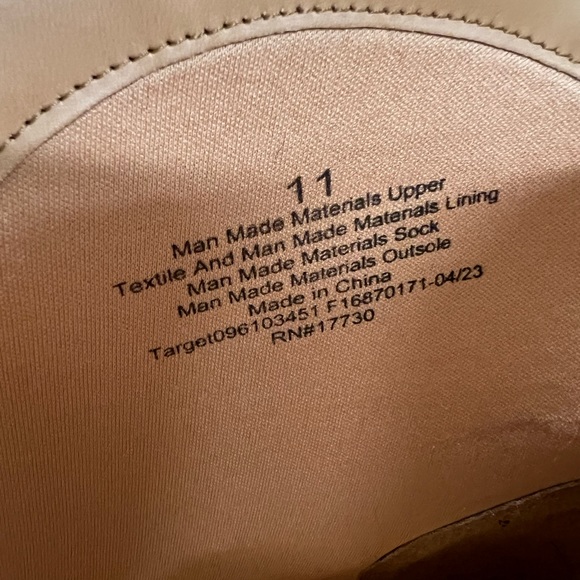 11
Man Made Materials Upper
Textile And Man Made Materials Lining
Man Made Materials Sock
Man Made Materials Outsole
Made in China
Target096103451 F16870171-04/23
RN#17730